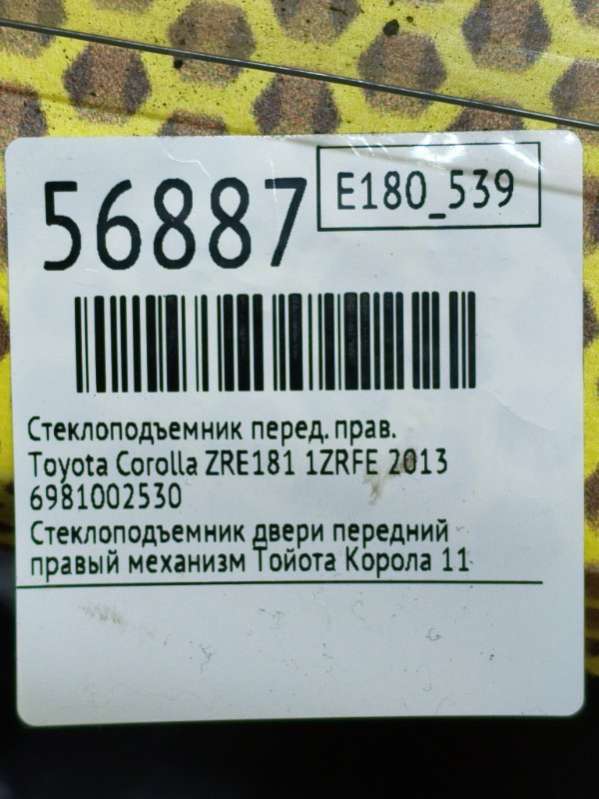 56887
E180_539
Стеклоподъемник перед. прав.
Toyota Corolla ZRE181 1ZRFE 2013
6981002530
Стеклоподъемник двери передний
правый механизм Тойота Корола 11